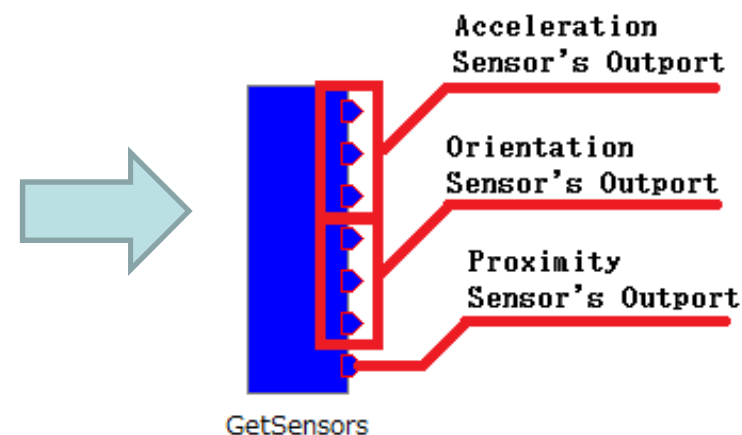 Acceleration
Sensor's Outport
Orientation
Sensor's Outport
Proximity
Sensor's Outport
GetSensors